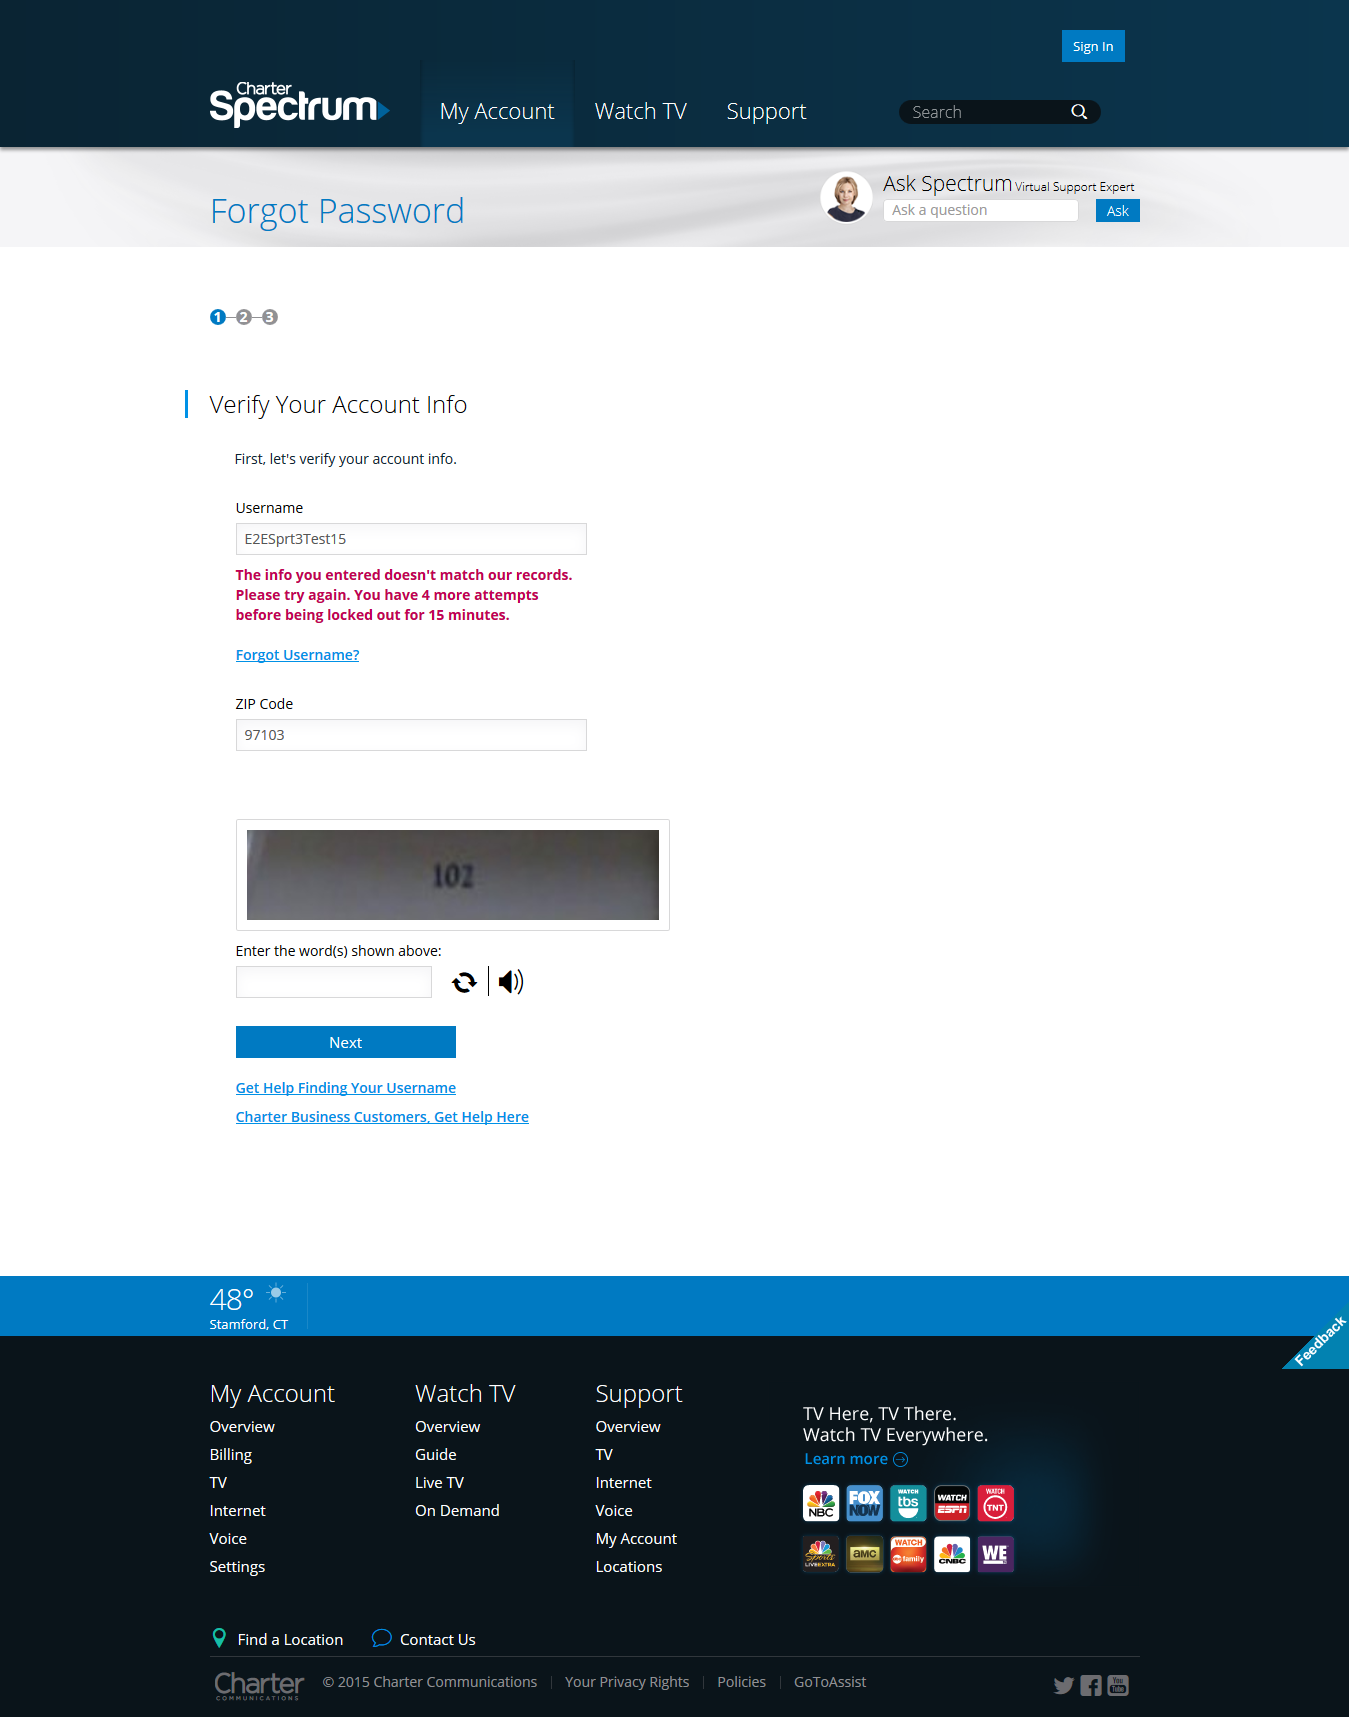 Sign In
Charter
Spectrum
My Account
Watch TV
Support
Search
Forgot Password
Ask Spectrum Virtual Support Expert
Ask a question
Ask
1 2 3
Verify Your Account Info
First, let's verify your account info.
Username
E2ESprt3Test15
The info you entered doesn't match our records.
Please try again. You have 4 more attempts
before being locked out for 15 minutes.
Forgot Username?
ZIP Code
97103
102
Enter the word(s) shown above:
Next
Get Help Finding Your Username
Charter Business Customers, Get Help Here
48°
Stamford, CT
Feedback
My Account
Overview
Billing
TV
Internet
Voice
Settings
Watch TV
Overview
Guide
Live TV
On Demand
Support
Overview
TV
Internet
Voice
My Account
Locations
TV Here, TV There.
Watch TV Everywhere.
Learn more
NBC
FOX
NOW
WATCH
tbs
WATCH
ESPN
WATCH
TNT
Sports
LIVE EXTRA
amc
WATCH
abc family
CNBC
WE tv
Find a Location
Contact Us
Charter
COMMUNICATIONS
© 2015 Charter Communications
Your Privacy Rights
Policies
GoToAssist
You
Tube